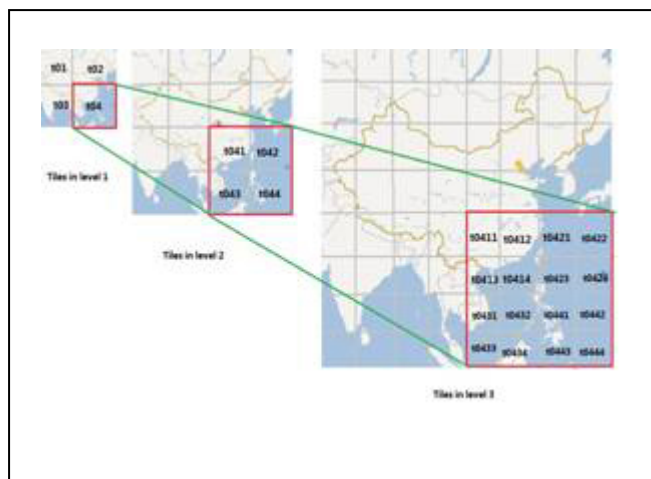 t01 t02
t03 t04
Tiles in level 1
t041 t042
t043 t044
Tiles in level 2
t0411 t0412 t0421 t0422
t0413 t0414 t0423 t0424
t0431 t0432 t0441 t0442
t0433 t0434 t0443 t0444
Tiles in level 3